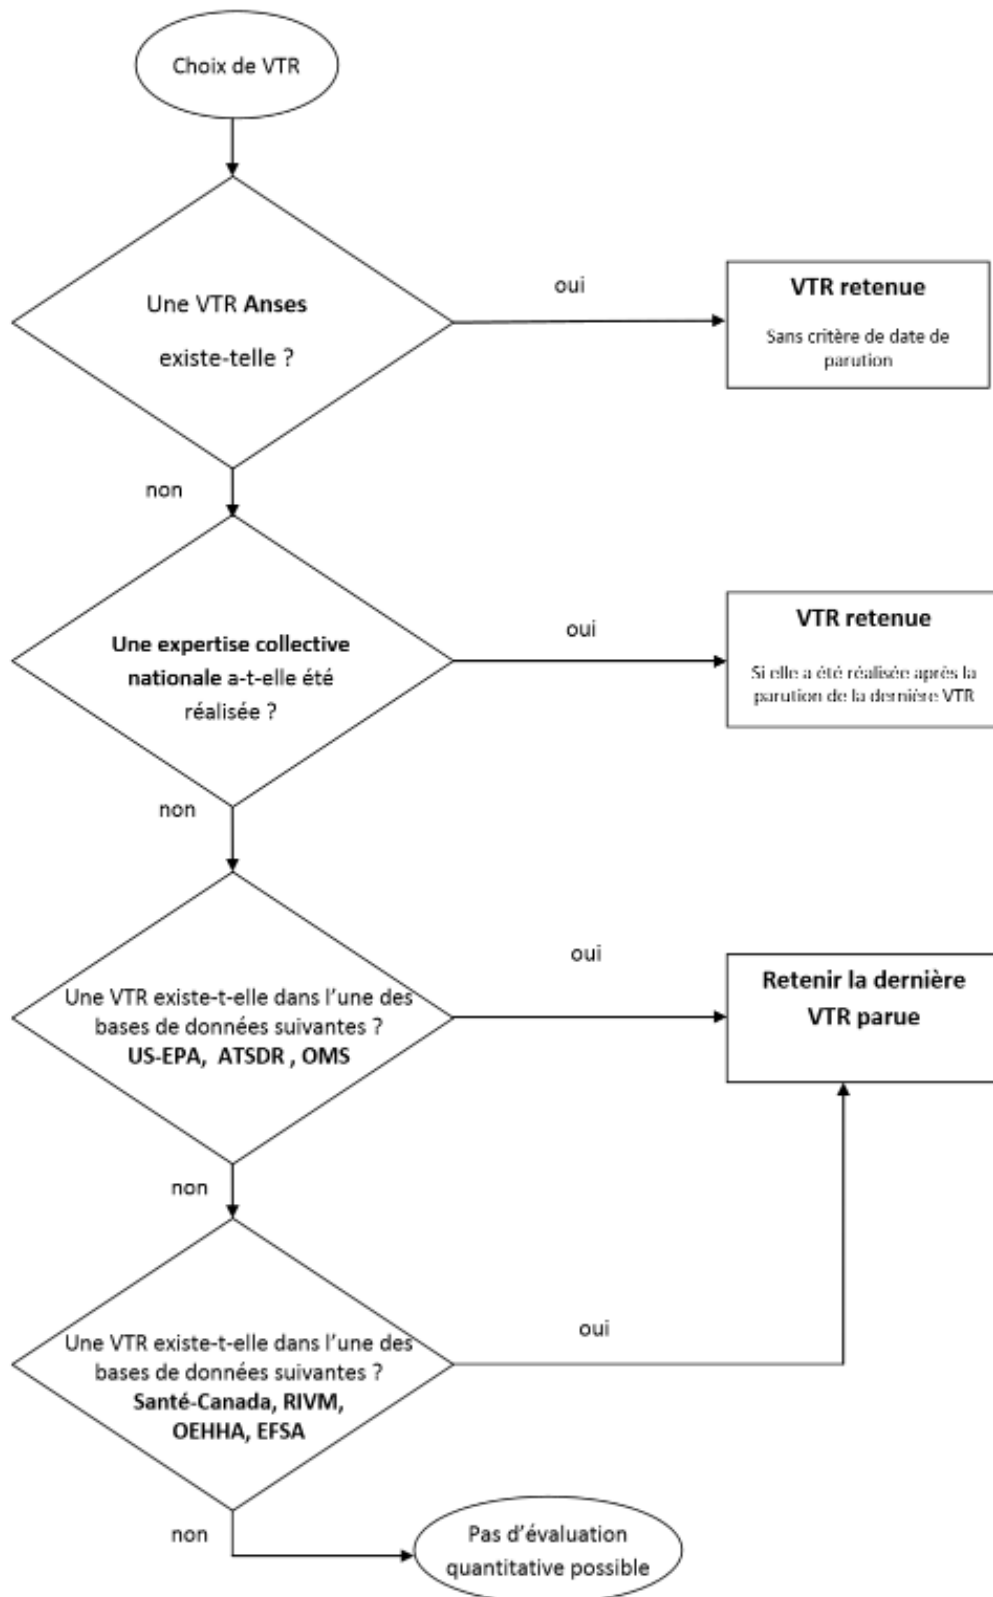 Choix de VTR
Une VTR Anses
existe-telle ?
oui
VTR retenue
Sans critère de date de
parution
non
Une expertise collective
nationale a-t-elle été
réalisée ?
oui
VTR retenue
Si elle a été réalisée après la
parution de la dernière VTR
non
Une VTR existe-t-elle dans l'une des
bases de données suivantes ?
US-EPA, ATSDR , OMS
oui
Retenir la dernière
VTR parue
non
Une VTR existe-t-elle dans l'une des
bases de données suivantes ?
Santé-Canada, RIVM,
OEHHA, EFSA
oui
non
Pas d'évaluation
quantitative possible